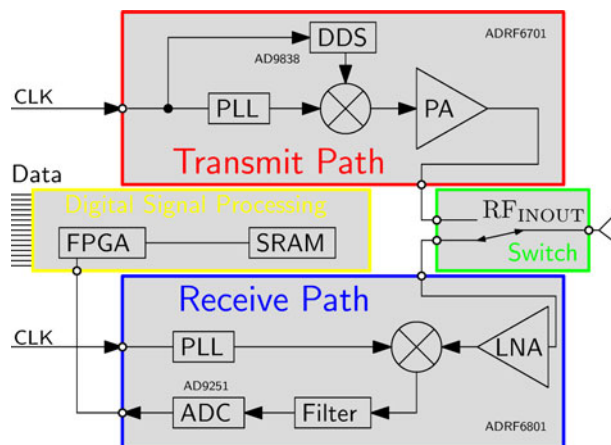 DDS
ADRF6701
AD9838
CLK
PLL
PA
Transmit Path
Data
Digital Signal Processing
FPGA
SRAM
RF_INOUT
Switch
Receive Path
CLK
PLL
LNA
AD9251
ADC
Filter
ADRF6801